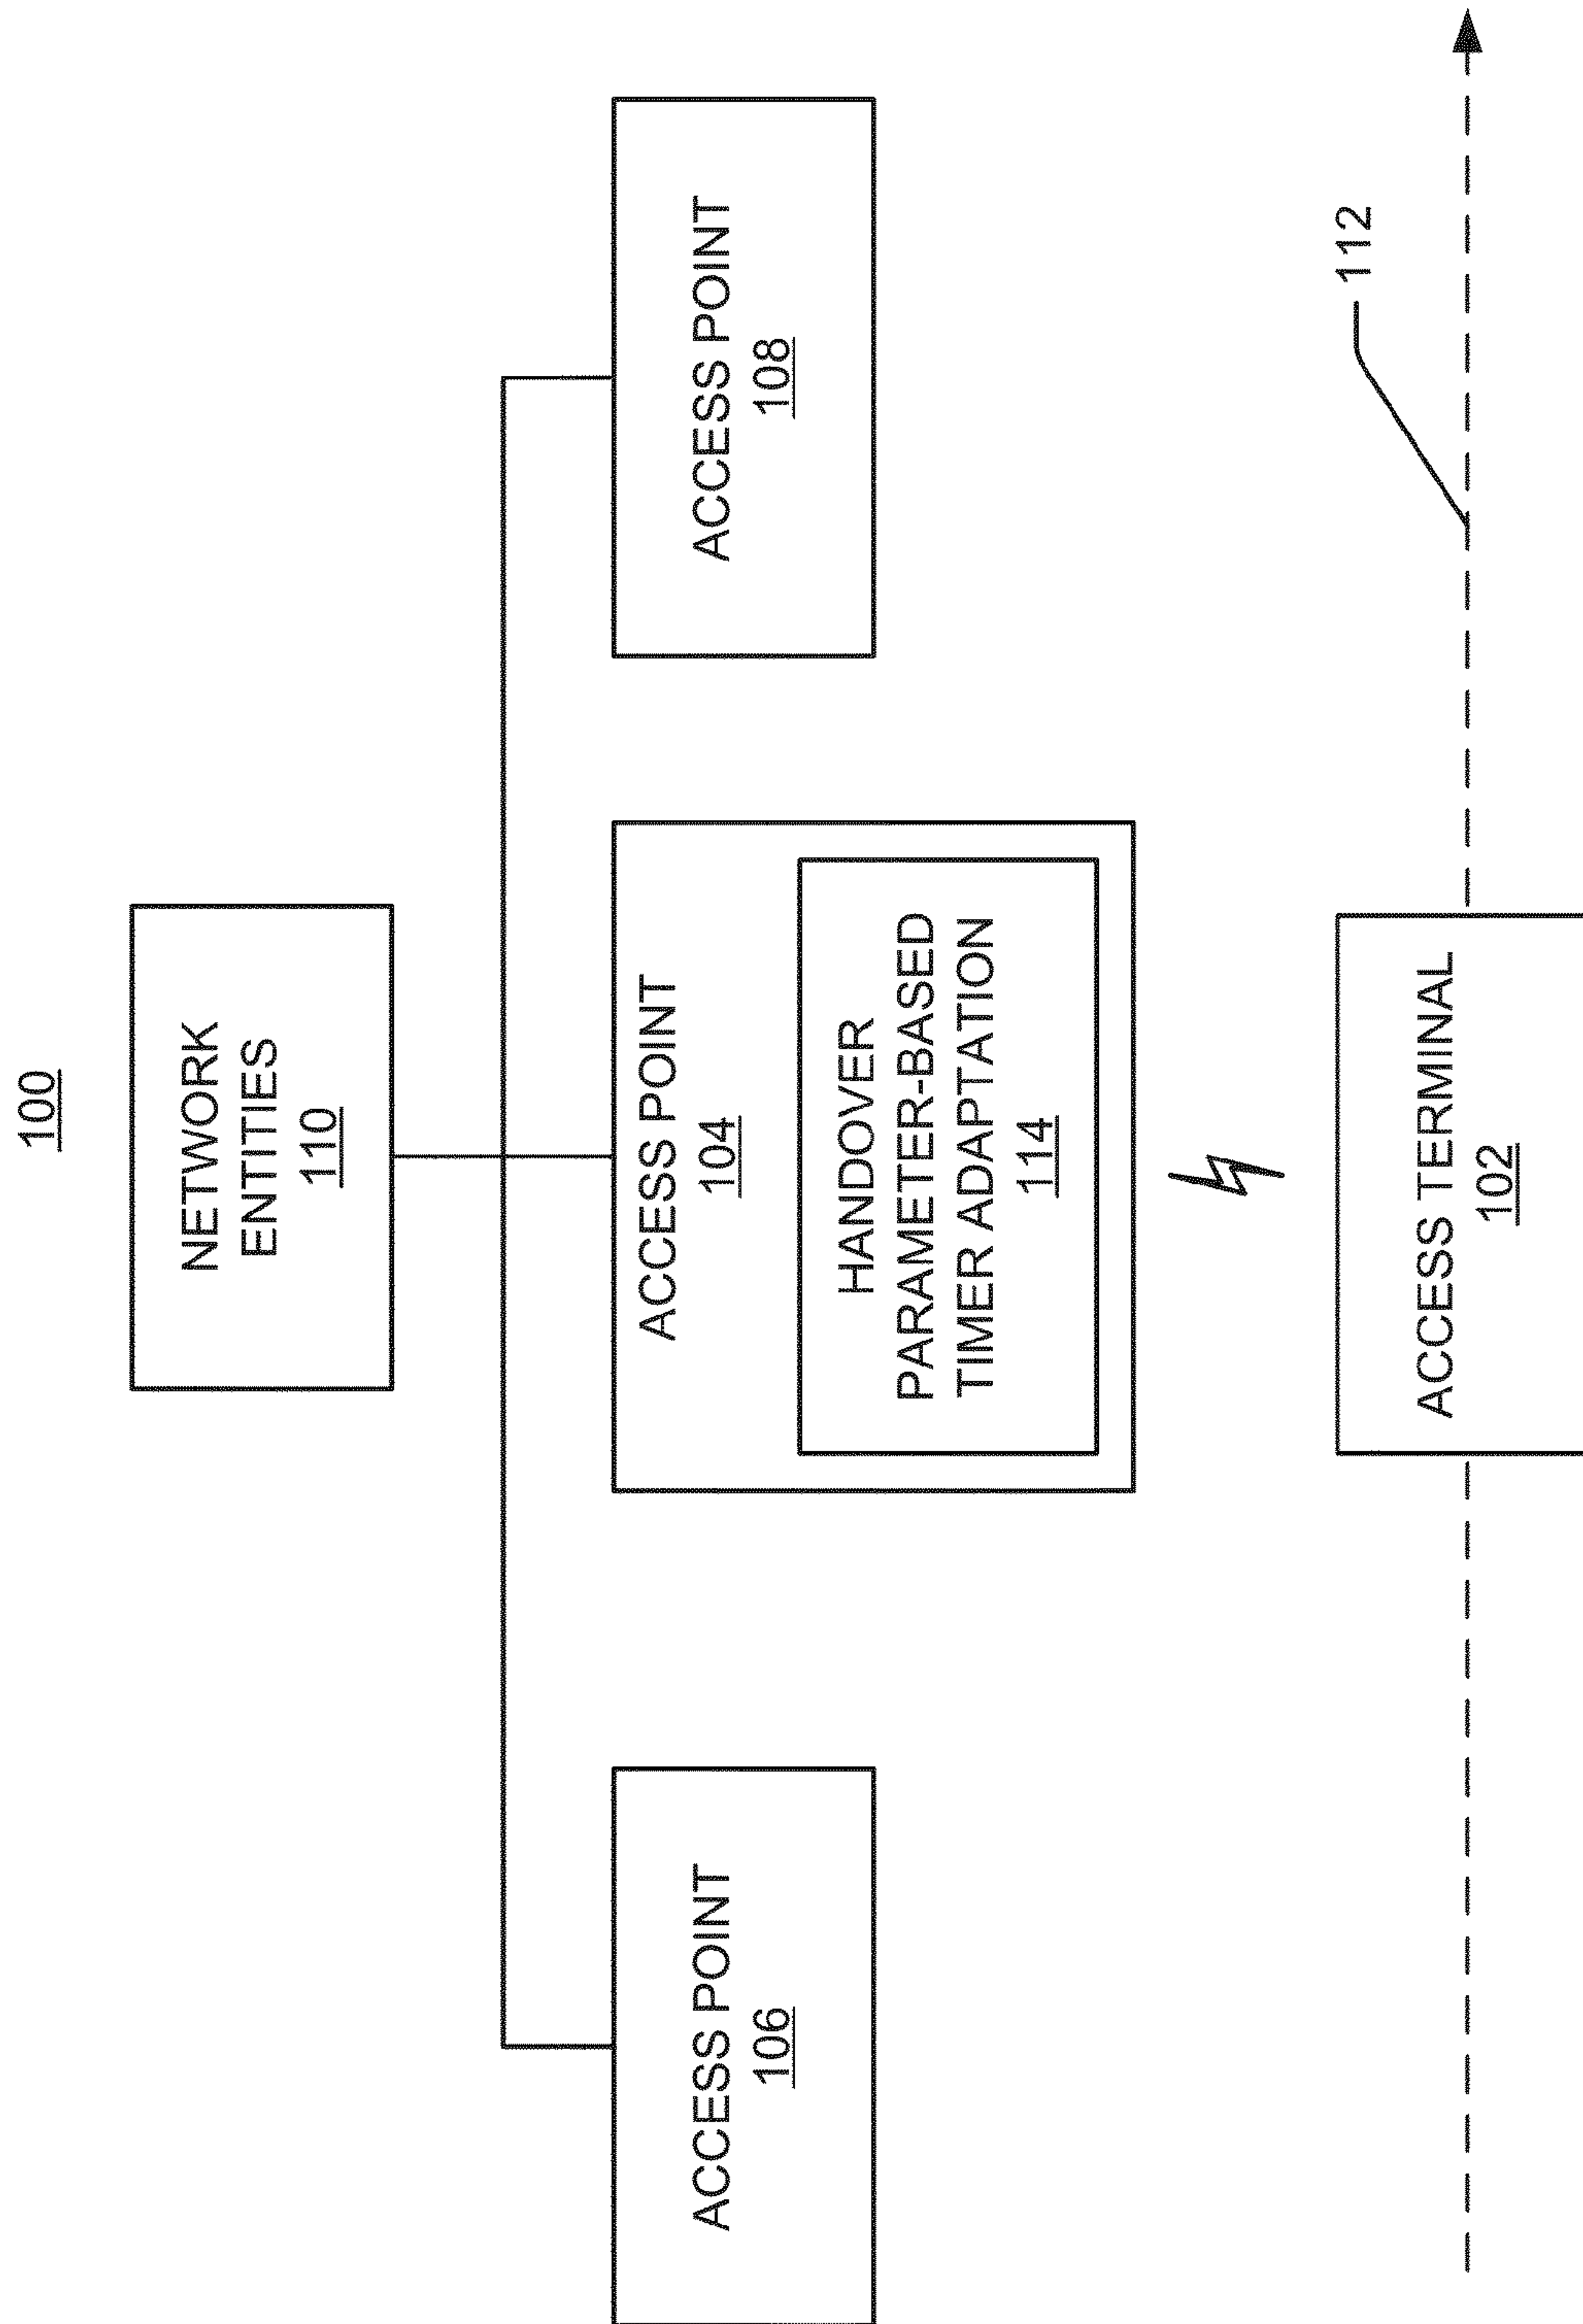 100
NETWORK
ENTITIES
110
ACCESS POINT
106
ACCESS POINT
104
HANDOVER
PARAMETER-BASED
TIMER ADAPTATION
114
ACCESS POINT
108
112
ACCESS TERMINAL
102